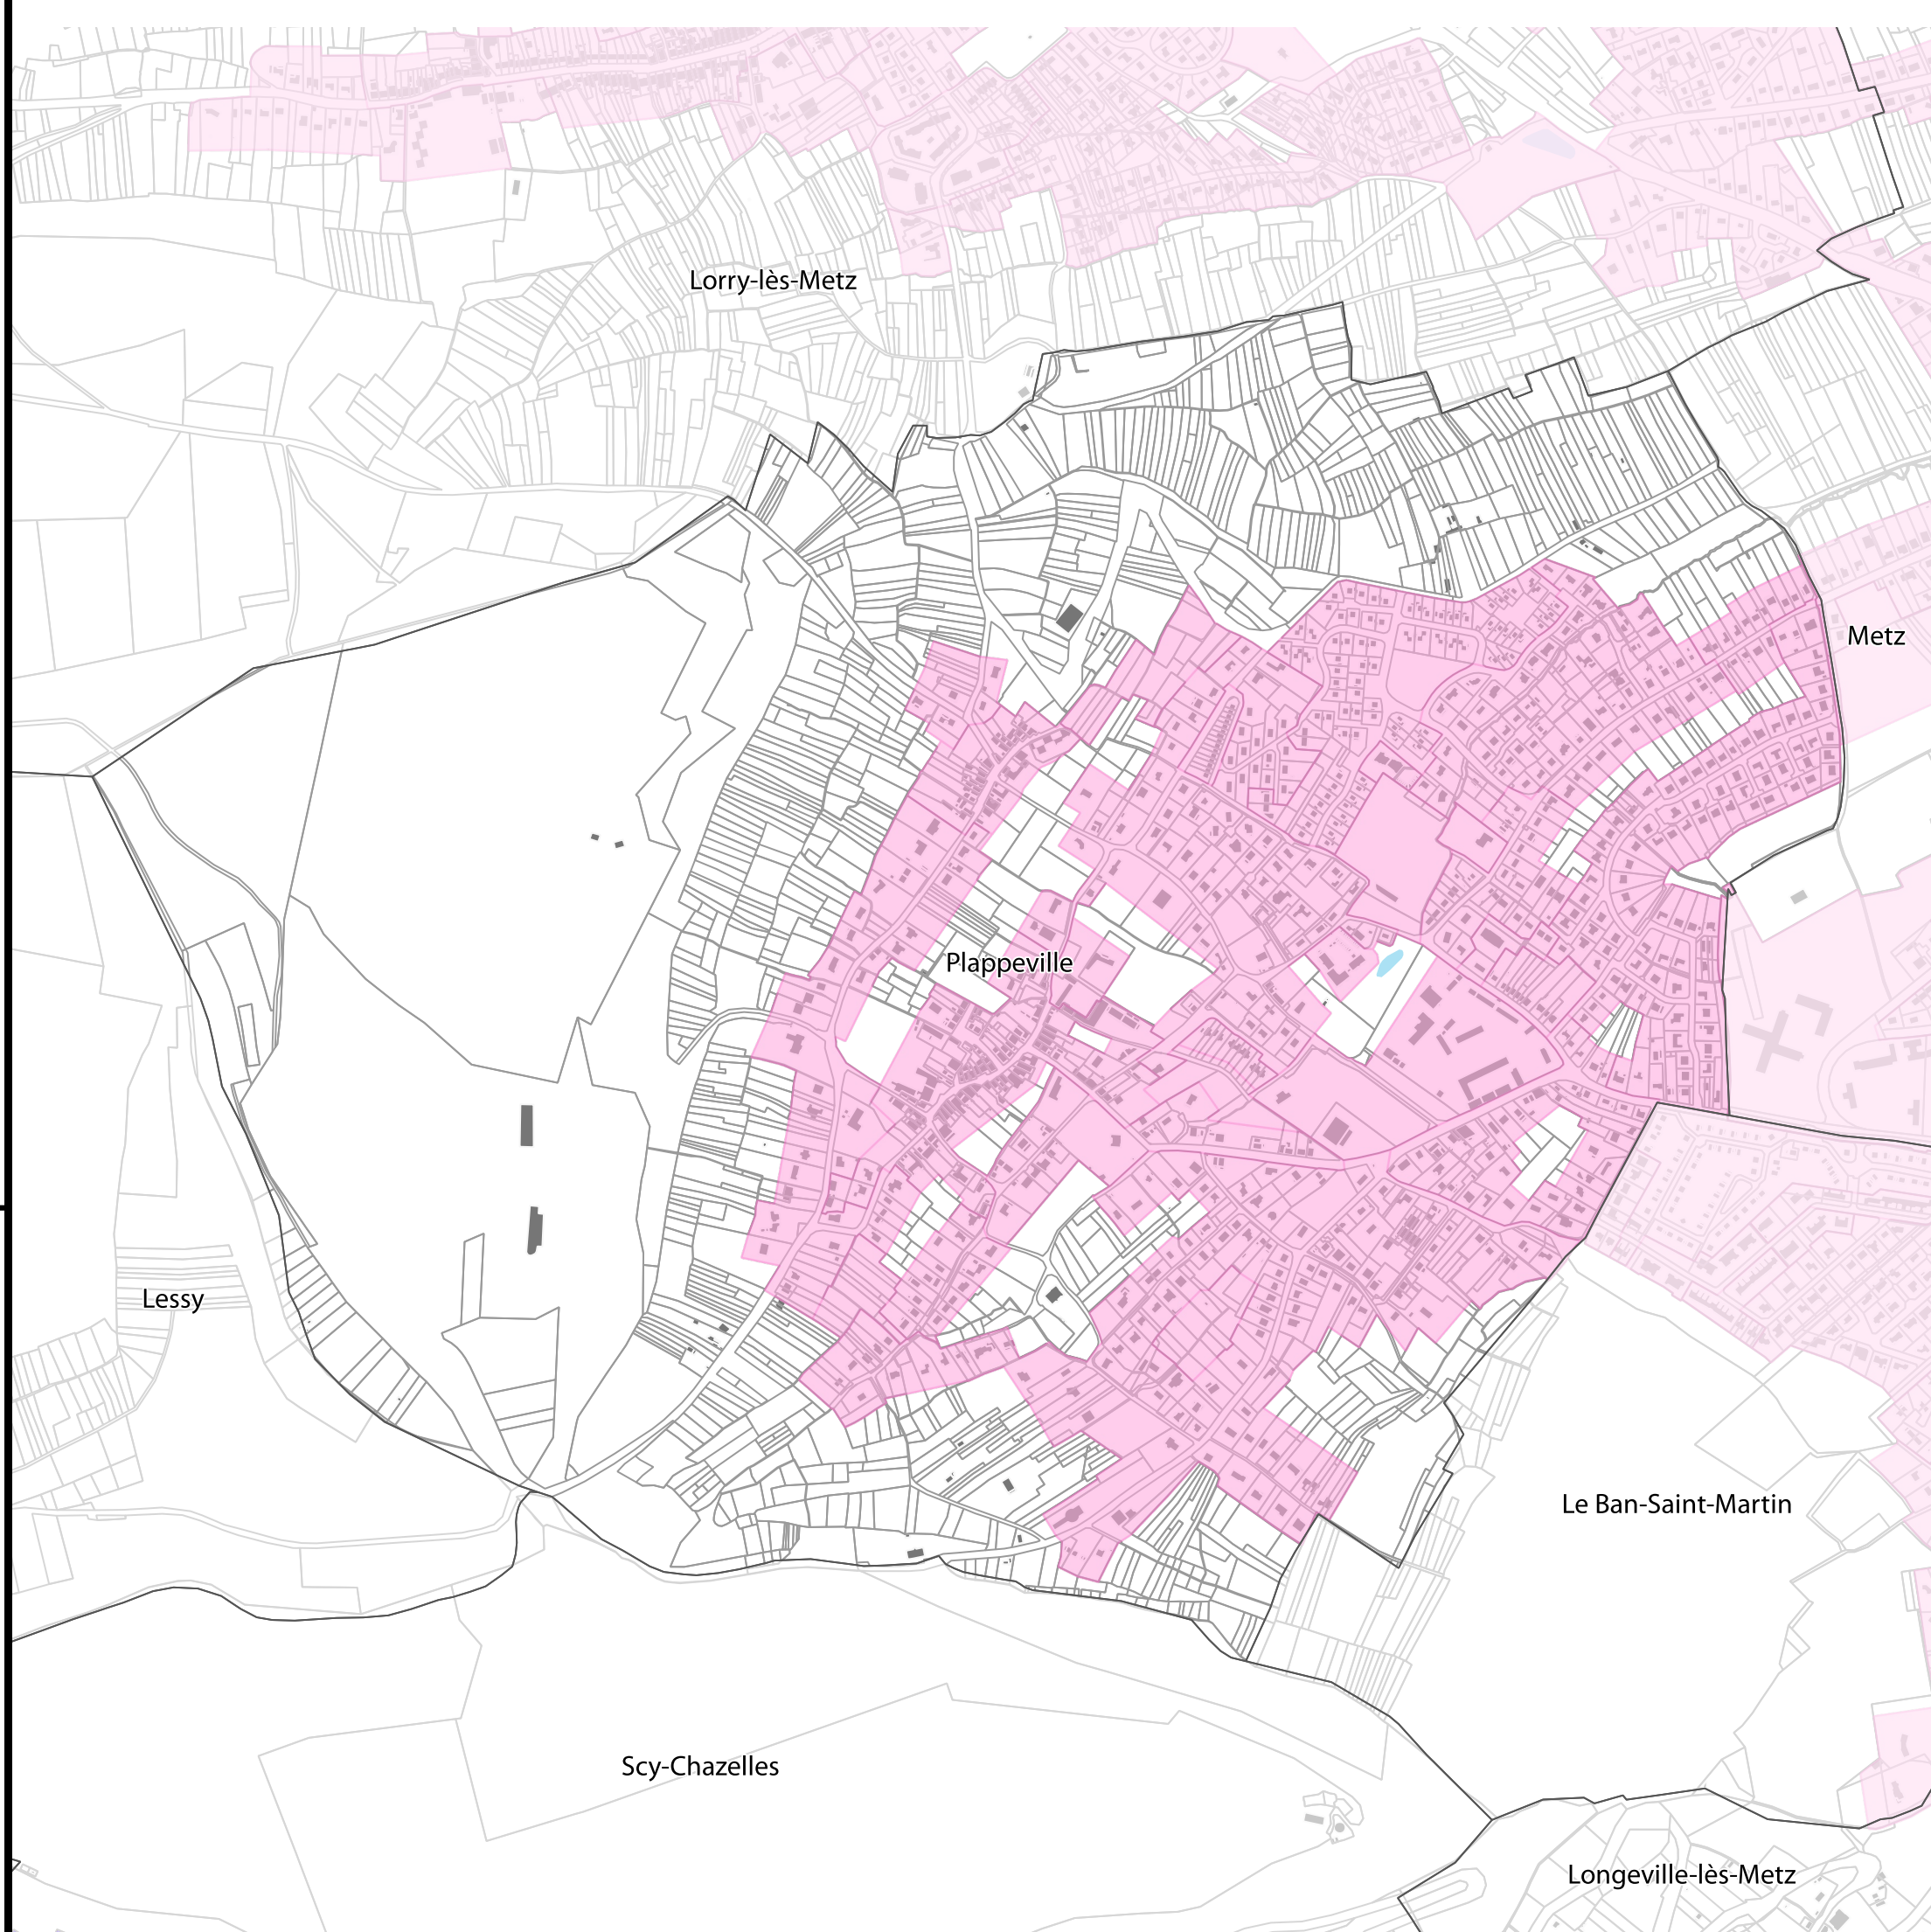 Lorry-lès-Metz
Metz
Plappeville
Lessy
Le Ban-Saint-Martin
Scy-Chazelles
Longeville-lès-Metz